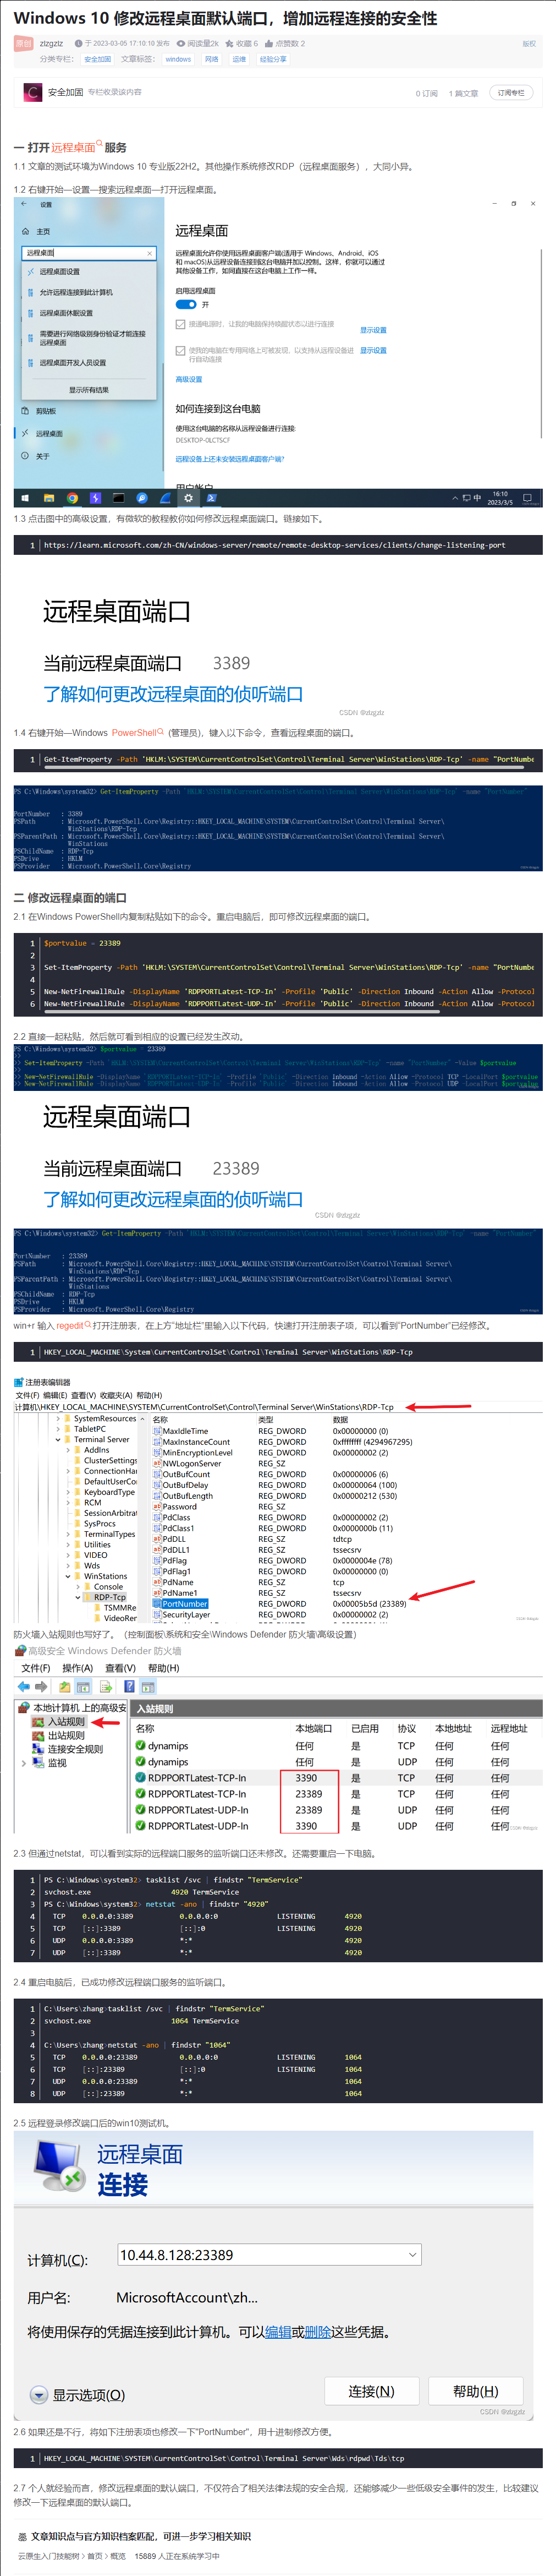 Windows 10 修改远程桌面默认端口，增加远程连接的安全性
原创 zlzgzlz 于 2023-03-05 17:10:10 发布 阅读量2k 收藏 6 点赞数 2 版权
分类专栏： 安全加固 文章标签： windows 网络 运维 经验分享
安全加固 专栏收录该内容 0 订阅 1 篇文章 订阅专栏
一 打开远程桌面服务
1.1 文章的测试环境为Windows 10 专业版22H2。其他操作系统修改RDP（远程桌面服务），大同小异。
1.2 右键开始—设置—搜索远程桌面—打开远程桌面。
设置
主页
远程桌面
远程桌面设置
允许远程连接到此计算机
远程桌面休眠设置
需要进行网络级别身份验证才能连接
远程桌面
远程桌面开发人员设置
显示所有结果
剪贴板
远程桌面
关于
远程桌面
远程桌面允许你使用远程桌面客户端(适用于 Windows、Android、iOS
和 macOS)从远程设备连接到这台电脑并加以控制。这样，你就可以通过
其他设备工作，如同直接在这台电脑上工作一样。
启用远程桌面
开
接通电源时，让我的电脑保持唤醒状态以进行连接
显示设置
使我的电脑在专用网络上可被发现，以支持从远程设备进
行自动连接
显示设置
高级设置
如何连接到这台电脑
使用这台电脑的名称从远程设备进行连接:
DESKTOP-0LCTSCF
远程设备上还未安装远程桌面客户端?
用户帐户
中
16:10
2023/3/5
1.3 点击图中的高级设置，有微软的教程教你如何修改远程桌面端口。链接如下。
1 https://learn.microsoft.com/zh-CN/windows-server/remote/remote-desktop-services/clients/change-listening-port
远程桌面端口
当前远程桌面端口 3389
了解如何更改远程桌面的侦听端口
CSDN @zlzgzlz
1.4 右键开始—Windows PowerShell (管理员)，键入以下命令，查看远程桌面的端口。
1 Get-ItemProperty -Path 'HKLM:\SYSTEM\CurrentControlSet\Control\Terminal Server\WinStations\RDP-Tcp' -name "PortNumbe
PS C:\Windows\system32> Get-ItemProperty -Path 'HKLM:\SYSTEM\CurrentControlSet\Control\Terminal Server\WinStations\RDP-Tcp' -name "PortNumber"
PortNumber : 3389
PSPath : Microsoft.PowerShell.Core\Registry::HKEY_LOCAL_MACHINE\SYSTEM\CurrentControlSet\Control\Terminal Server\
WinStations\RDP-Tcp
PSParentPath : Microsoft.PowerShell.Core\Registry::HKEY_LOCAL_MACHINE\SYSTEM\CurrentControlSet\Control\Terminal Server\
WinStations
PSChildName : RDP-Tcp
PSDrive : HKLM
PSProvider : Microsoft.PowerShell.Core\Registry
二 修改远程桌面的端口
2.1 在Windows PowerShell内复制粘贴如下的命令。重启电脑后，即可修改远程桌面的端口。
1 $portvalue = 23389
2
3 Set-ItemProperty -Path 'HKLM:\SYSTEM\CurrentControlSet\Control\Terminal Server\WinStations\RDP-Tcp' -name "PortNumbe
4
5 New-NetFirewallRule -DisplayName 'RDPPORTLatest-TCP-In' -Profile 'Public' -Direction Inbound -Action Allow -Protocol
6 New-NetFirewallRule -DisplayName 'RDPPORTLatest-UDP-In' -Profile 'Public' -Direction Inbound -Action Allow -Protocol
2.2 直接一起粘贴，然后就可看到相应的设置已经发生改动。
PS C:\Windows\system32> $portvalue = 23389
>>
>> Set-ItemProperty -Path 'HKLM:\SYSTEM\CurrentControlSet\Control\Terminal Server\WinStations\RDP-Tcp' -name "PortNumber" -Value $portvalue
>>
>> New-NetFirewallRule -DisplayName 'RDPPORTLatest-TCP-In' -Profile 'Public' -Direction Inbound -Action Allow -Protocol TCP -LocalPort $portvalue
>> New-NetFirewallRule -DisplayName 'RDPPORTLatest-UDP-In' -Profile 'Public' -Direction Inbound -Action Allow -Protocol UDP -LocalPort $portvalue
远程桌面端口
当前远程桌面端口 23389
了解如何更改远程桌面的侦听端口
CSDN @zlzgzlz
PS C:\Windows\system32> Get-ItemProperty -Path 'HKLM:\SYSTEM\CurrentControlSet\Control\Terminal Server\WinStations\RDP-Tcp' -name "PortNumber"
PortNumber : 23389
PSPath : Microsoft.PowerShell.Core\Registry::HKEY_LOCAL_MACHINE\SYSTEM\CurrentControlSet\Control\Terminal Server\
WinStations\RDP-Tcp
PSParentPath : Microsoft.PowerShell.Core\Registry::HKEY_LOCAL_MACHINE\SYSTEM\CurrentControlSet\Control\Terminal Server\
WinStations
PSChildName : RDP-Tcp
PSDrive : HKLM
PSProvider : Microsoft.PowerShell.Core\Registry
win+r 输入 regedit 打开注册表，在上方"地址栏"里输入以下代码，快速打开注册表子项，可以看到"PortNumber"已经修改。
1 HKEY_LOCAL_MACHINE\System\CurrentControlSet\Control\Terminal Server\WinStations\RDP-Tcp
注册表编辑器
文件(F) 编辑(E) 查看(V) 收藏夹(A) 帮助(H)
计算机\HKEY_LOCAL_MACHINE\SYSTEM\CurrentControlSet\Control\Terminal Server\WinStations\RDP-Tcp
SystemResources
TabletPC
Terminal Server
AddIns
ClusterSettings
ConnectionHan
DefaultUserCo
KeyboardType
RCM
SessionArbitrat
SysProcs
TerminalTypes
Utilities
VIDEO
Wds
WinStations
Console
RDP-Tcp
TSMMRe
VideoRen
名称 类型 数据
MaxIdleTime REG_DWORD 0x00000000 (0)
MaxInstanceCount REG_DWORD 0xffffffff (4294967295)
MinEncryptionLevel REG_DWORD 0x00000002 (2)
NWLogonServer REG_SZ
OutBufCount REG_DWORD 0x00000006 (6)
OutBufDelay REG_DWORD 0x00000064 (100)
OutBufLength REG_DWORD 0x00000212 (530)
Password REG_SZ
PdClass REG_DWORD 0x00000002 (2)
PdClass1 REG_DWORD 0x0000000b (11)
PdDLL REG_SZ tdtcp
PdDLL1 REG_SZ tssecsrv
PdFlag REG_DWORD 0x0000004e (78)
PdFlag1 REG_DWORD 0x00000000 (0)
PdName REG_SZ tcp
PdName1 REG_SZ tssecsrv
PortNumber REG_DWORD 0x00005b5d (23389)
SecurityLayer REG_DWORD 0x00000002 (2)
防火墙入站规则也写好了。（控制面板\系统和安全\Windows Defender 防火墙\高级设置）
高级安全 Windows Defender 防火墙
文件(F) 操作(A) 查看(V) 帮助(H)
本地计算机 上的高级安
入站规则
出站规则
连接安全规则
监视
入站规则
名称 本地端口 已启用 协议 本地地址 远程地址
dynamips 任何 是 TCP 任何 任何
dynamips 任何 是 UDP 任何 任何
RDPPORTLatest-TCP-In 3390 是 TCP 任何 任何
RDPPORTLatest-TCP-In 23389 是 TCP 任何 任何
RDPPORTLatest-UDP-In 23389 是 UDP 任何 任何
RDPPORTLatest-UDP-In 3390 是 UDP 任何 任何
2.3 但通过netstat，可以看到实际的远程端口服务的监听端口还未修改。还需要重启一下电脑。
1 PS C:\Windows\system32> tasklist /svc | findstr "TermService"
2 svchost.exe 4920 TermService
3 PS C:\Windows\system32> netstat -ano | findstr "4920"
4 TCP 0.0.0.0:3389 0.0.0.0:0 LISTENING 4920
5 TCP [::]:3389 [::]:0 LISTENING 4920
6 UDP 0.0.0.0:3389 *:* 4920
7 UDP [::]:3389 *:* 4920
2.4 重启电脑后，已成功修改远程端口服务的监听端口。
1 C:\Users\zhang>tasklist /svc | findstr "TermService"
2 svchost.exe 1064 TermService
3
4 C:\Users\zhang>netstat -ano | findstr "1064"
5 TCP 0.0.0.0:23389 0.0.0.0:0 LISTENING 1064
6 TCP [::]:23389 [::]:0 LISTENING 1064
7 UDP 0.0.0.0:23389 *:* 1064
8 UDP [::]:23389 *:* 1064
2.5 远程登录修改端口后的win10测试机。
远程桌面
连接
计算机(C): 10.44.8.128:23389
用户名: MicrosoftAccount\zh...
将使用保存的凭据连接到此计算机。可以编辑或删除这些凭据。
显示选项(O) 连接(N) 帮助(H)
CSDN @zlzgzlz
2.6 如果还是不行，将如下注册表项也修改一下"PortNumber"，用十进制修改方便。
1 HKEY_LOCAL_MACHINE\SYSTEM\CurrentControlSet\Control\Terminal Server\Wds\rdpwd\Tds\tcp
2.7 个人就经验而言，修改远程桌面的默认端口，不仅符合了相关法律法规的安全合规，还能够减少一些低级安全事件的发生，比较建议
修改一下远程桌面的默认端口。
文章知识点与官方知识档案匹配，可进一步学习相关知识
云原生入门技能树 首页 概览 15889 人正在系统学习中